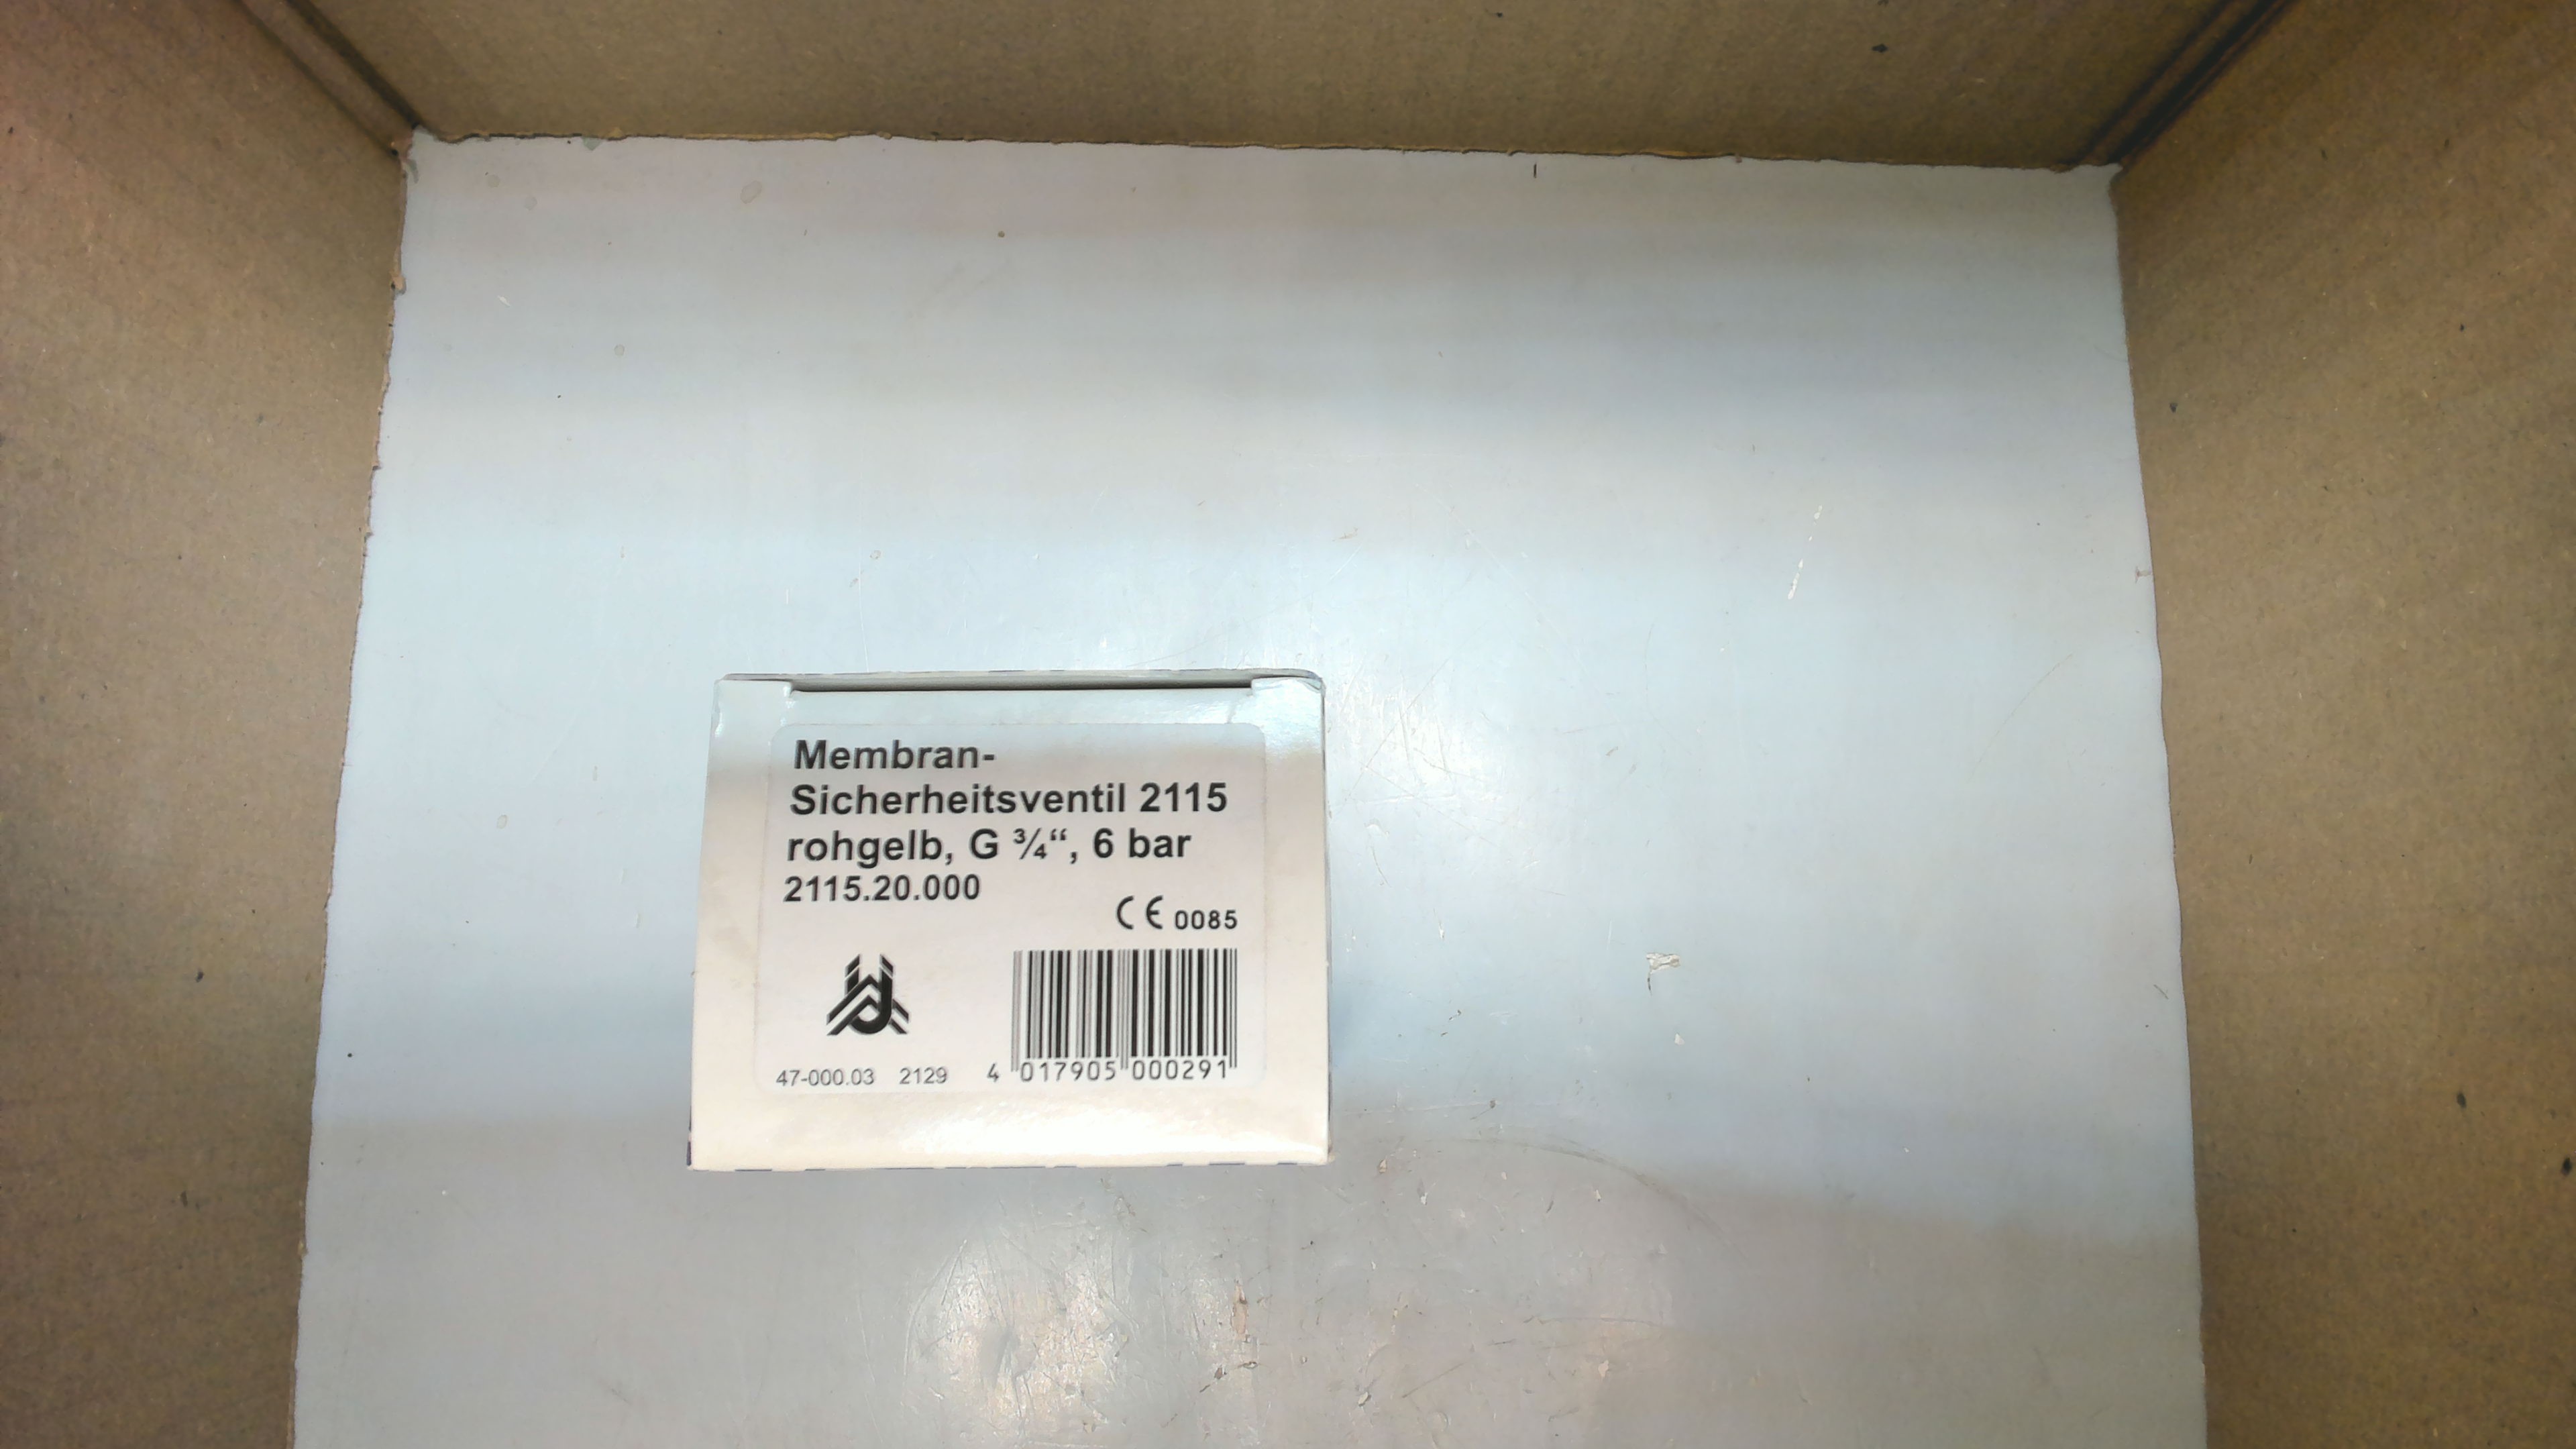 Membran-
Sicherheitsventil 2115
rohgelb, G ¾“, 6 bar
2115.20.000
CE 0085
47-000.03 2129
4 017905 000291